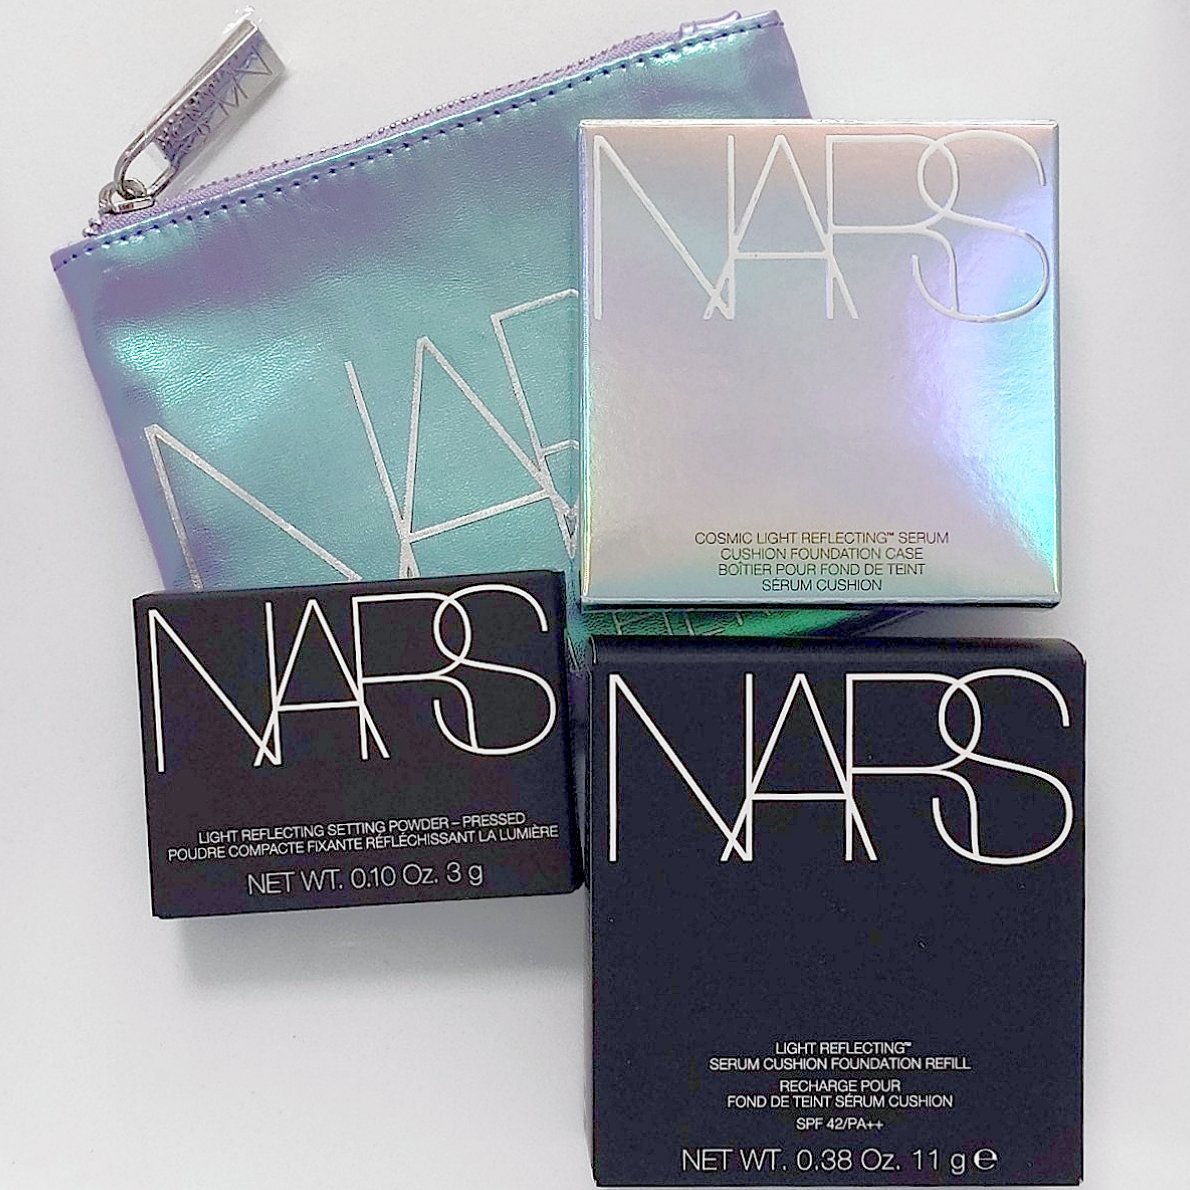 NARS
NARS
COSMIC LIGHT REFLECTING™ SERUM
CUSHION FOUNDATION CASE
BOÎTIER POUR FOND DE TEINT
SÉRUM CUSHION
NAR
NARS
LIGHT REFLECTING SETTING POWDER – PRESSED
POUDRE COMPACTE FIXANTE RÉFLÉCHISSANT LA LUMIÈRE
NET WT. 0.10 Oz. 3 g
NARS
LIGHT REFLECTING™
SERUM CUSHION FOUNDATION REFILL
RECHARGE POUR
FOND DE TEINT SÉRUM CUSHION
SPF 42/PA++
NET WT. 0.38 Oz. 11 g ℮